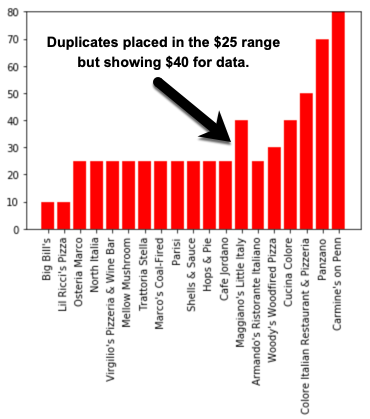 80
Duplicates placed in the $25 range
but showing $40 for data.
70
60
50
40
30
20
10
0
Big Bill's
Lil Ricci's Pizza
Osteria Marco
North Italia
Virgilio's Pizzeria & Wine Bar
Mellow Mushroom
Trattoria Stella
Marco's Coal-Fired
Parisi
Shells & Sauce
Hops & Pie
Cafe Jordano
Maggiano's Little Italy
Armando's Ristorante Italiano
Woody's Woodfired Pizza
Cucina Colore
Colore Italian Restaurant & Pizzeria
Panzano
Carmine's on Penn